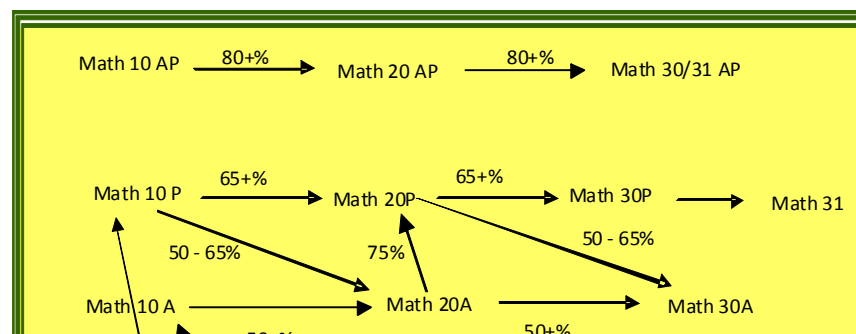 Math 10 AP 80+% Math 20 AP 80+% Math 30/31 AP
Math 10 P 65+% Math 20P 65+% Math 30P Math 31
50 - 65% 75% 50 - 65%
Math 10 A Math 20A Math 30A
50+%